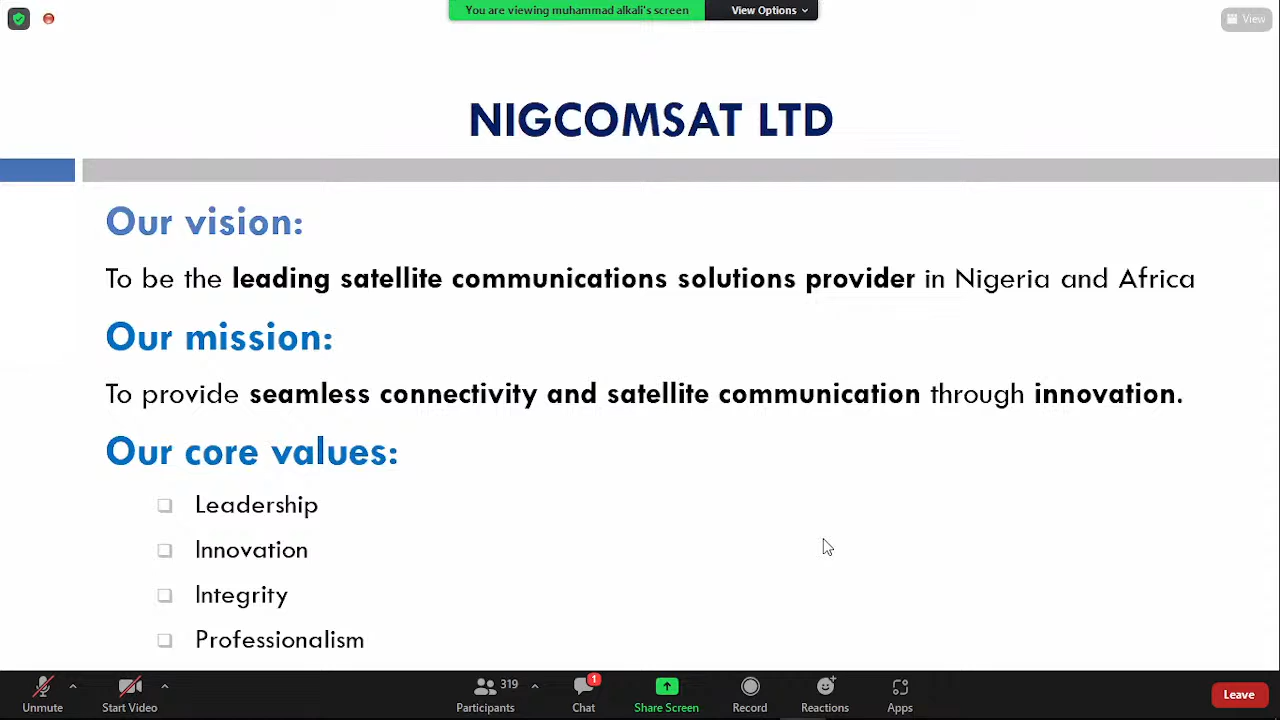 You are viewing muhammad alkali's screen
View Options
View
NIGCOMSAT LTD
Our vision:
To be the leading satellite communications solutions provider in Nigeria and Africa
Our mission:
To provide seamless connectivity and satellite communication through innovation.
Our core values:
Leadership
Innovation
Integrity
Professionalism
319
1
Unmute
Start Video
Participants
Chat
Share Screen
Record
Reactions
Apps
Leave